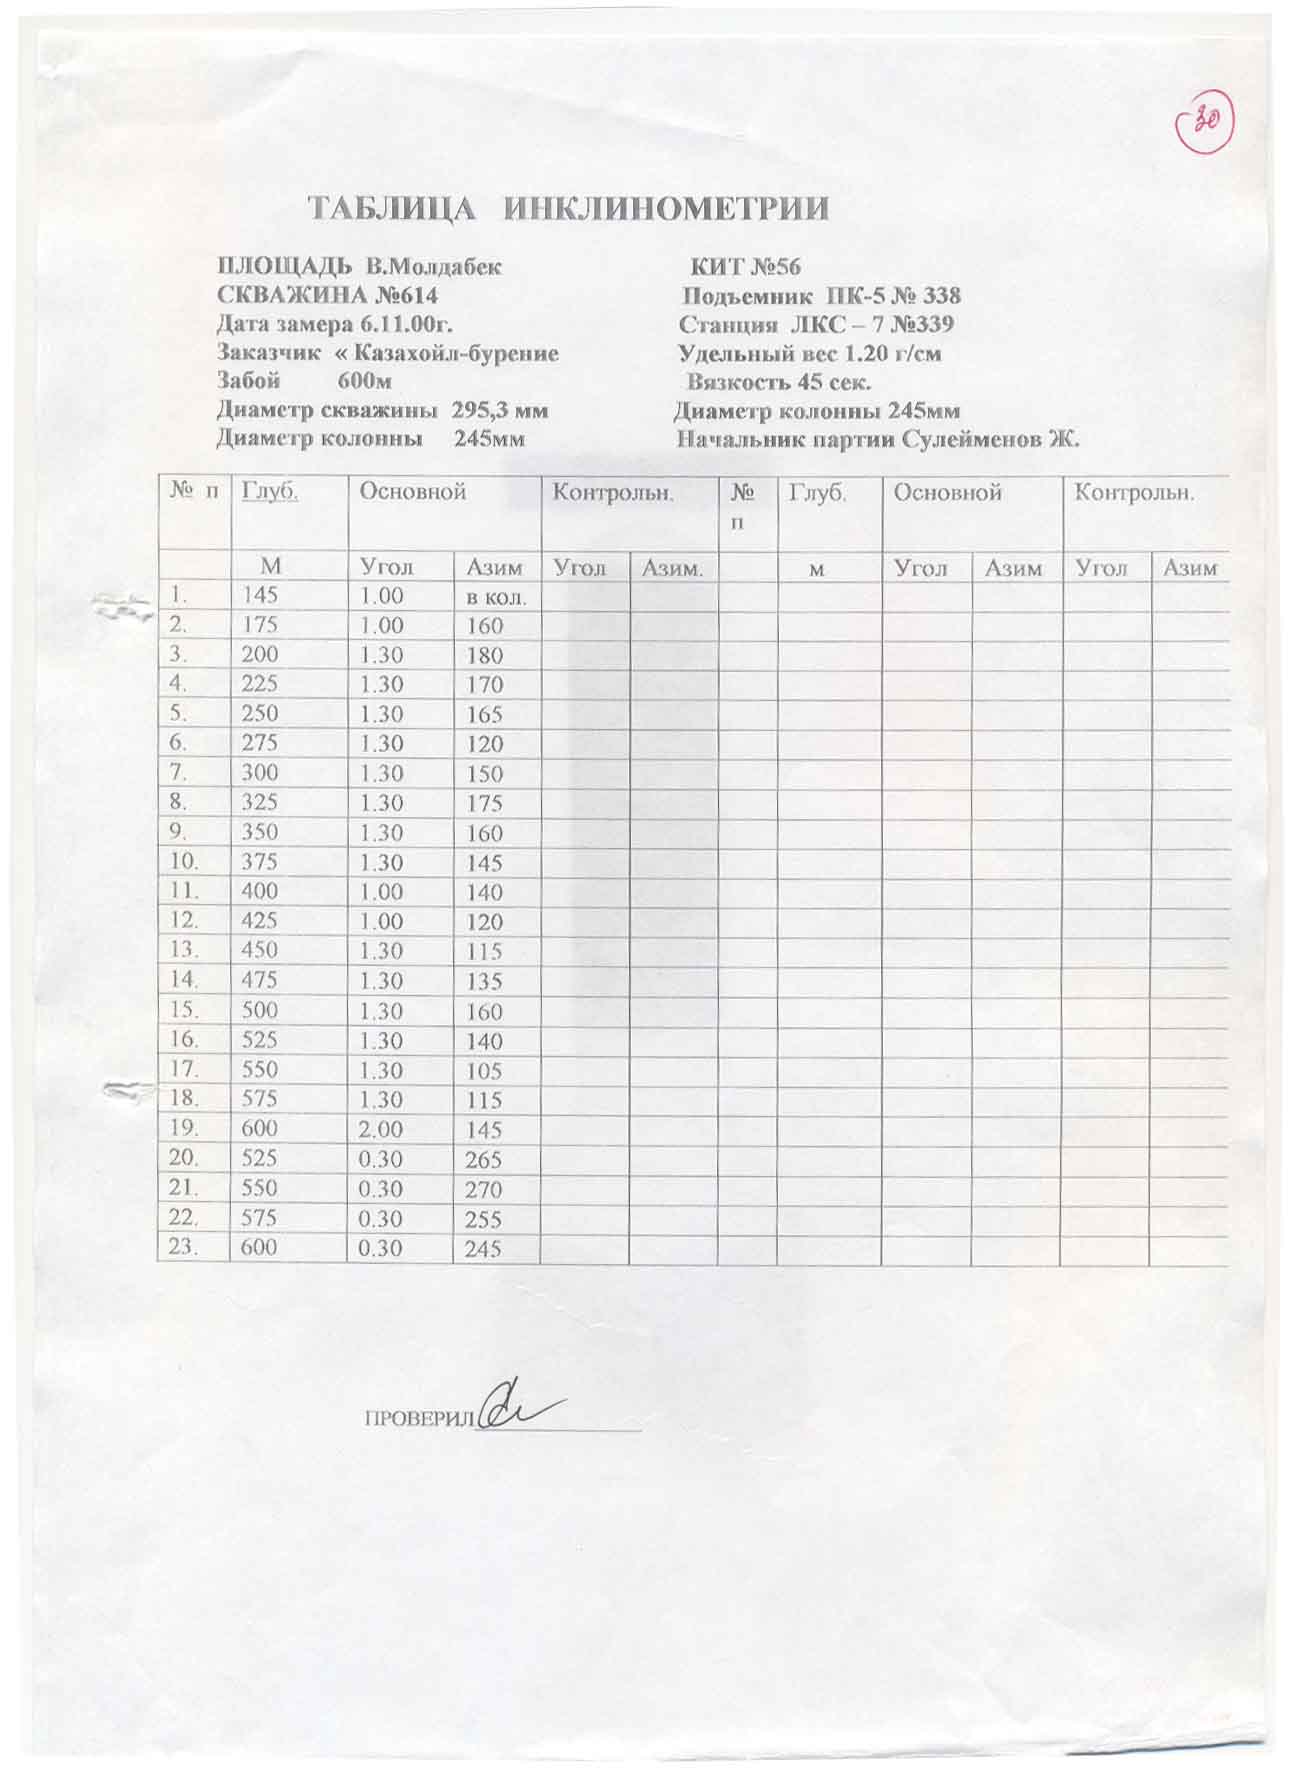 30
ТАБЛИЦА ИНКЛИНОМЕТРИИ
ПЛОЩАДЬ В.Молдабек КИТ №56
СКВАЖИНА №614 Подъемник ПК-5 № 338
Дата замера 6.11.00г. Станция ЛКС – 7 №339
Заказчик « Казахойл-бурение Удельный вес 1.20 г/см
Забой 600м Вязкость 45 сек.
Диаметр скважины 295,3 мм Диаметр колонны 245мм
Диаметр колонны 245мм Начальник партии Сулейменов Ж.
№ п Глуб. Основной Контрольн. № п Глуб. Основной Контрольн.
М Угол Азим Угол Азим. м Угол Азим Угол Азим
1. 145 1.00 в кол.
2. 175 1.00 160
3. 200 1.30 180
4. 225 1.30 170
5. 250 1.30 165
6. 275 1.30 120
7. 300 1.30 150
8. 325 1.30 175
9. 350 1.30 160
10. 375 1.30 145
11. 400 1.00 140
12. 425 1.00 120
13. 450 1.30 115
14. 475 1.30 135
15. 500 1.30 160
16. 525 1.30 140
17. 550 1.30 105
18. 575 1.30 115
19. 600 2.00 145
20. 525 0.30 265
21. 550 0.30 270
22. 575 0.30 255
23. 600 0.30 245
ПРОВЕРИЛ